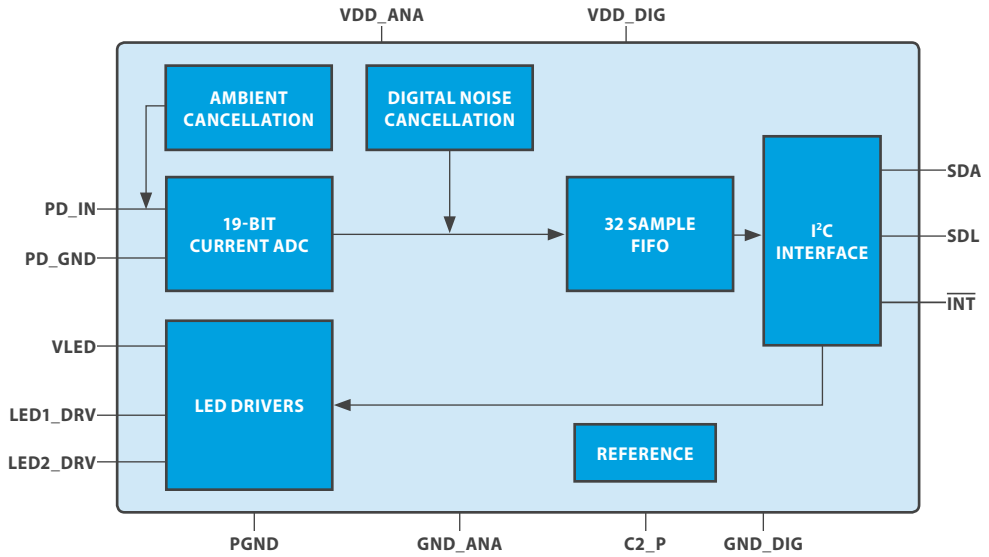 VDD_ANA
VDD_DIG
AMBIENT
CANCELLATION
DIGITAL NOISE
CANCELLATION
PD_IN
PD_GND
19-BIT
CURRENT ADC
32 SAMPLE
FIFO
I²C
INTERFACE
SDA
SDL
INT
VLED
LED1_DRV
LED2_DRV
LED DRIVERS
REFERENCE
PGND
GND_ANA
C2_P
GND_DIG